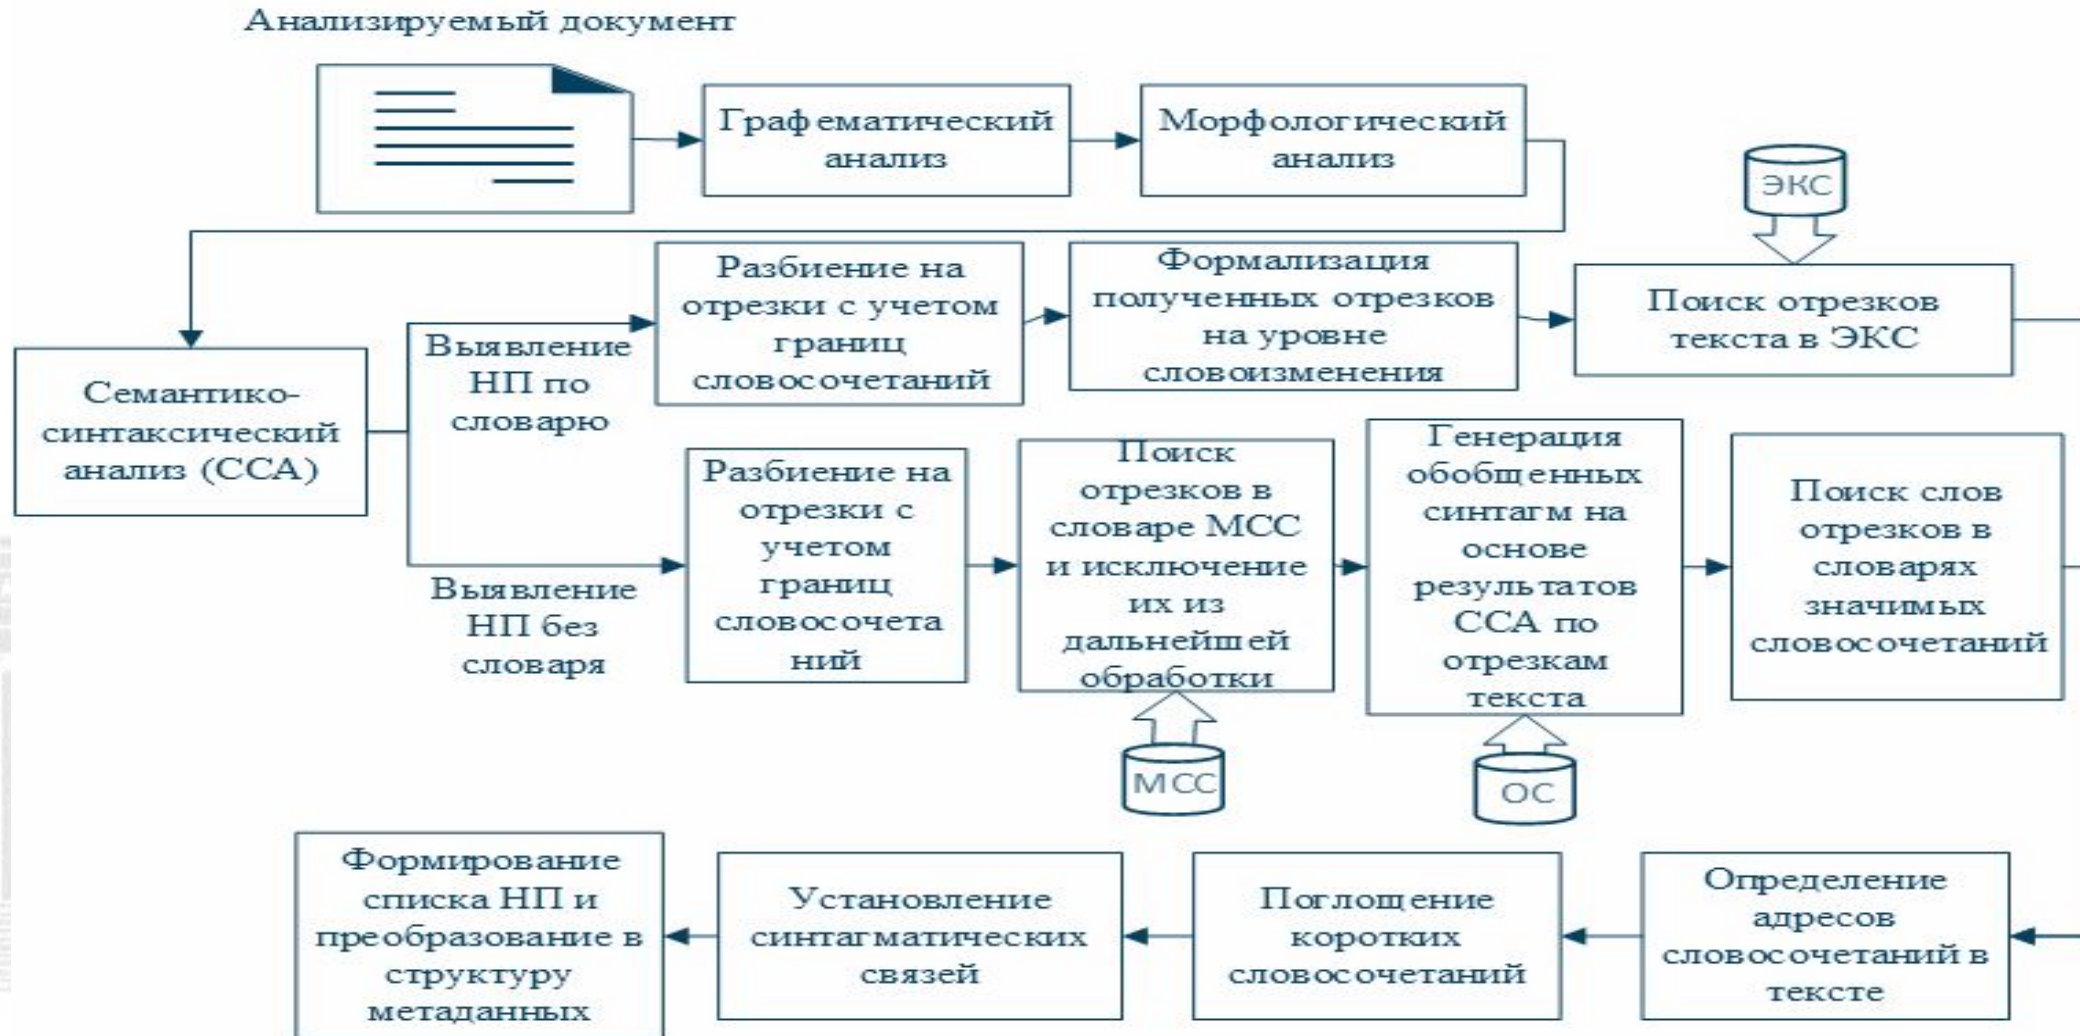 Анализируемый документ
Графематический
анализ
Морфологический
анализ
ЭКС
Разбиение на
отрезки с учетом
границ
словосочетаний
Формализация
полученных отрезков
на уровне
словоизменения
Поиск отрезков
текста в ЭКС
Выявление
НП по
словарю
Семантико-
синтаксический
анализ (ССА)
Выявление
НП без
словаря
Разбиение на
отрезки с
учетом
границ
словосочета
ний
Поиск
отрезков в
словаре МСС
и исключение
их из
дальнейшей
обработки
Генерация
обобщенных
синтагм на
основе
результатов
ССА по
отрезкам
текста
Поиск слов
отрезков в
словарях
значимых
словосочетаний
МСС
ОС
Формирование
списка НП и
преобразование в
структуру
метаданных
Установление
синтагматических
связей
Поглощение
коротких
словосочетаний
Определение
адресов
словосочетаний в
тексте